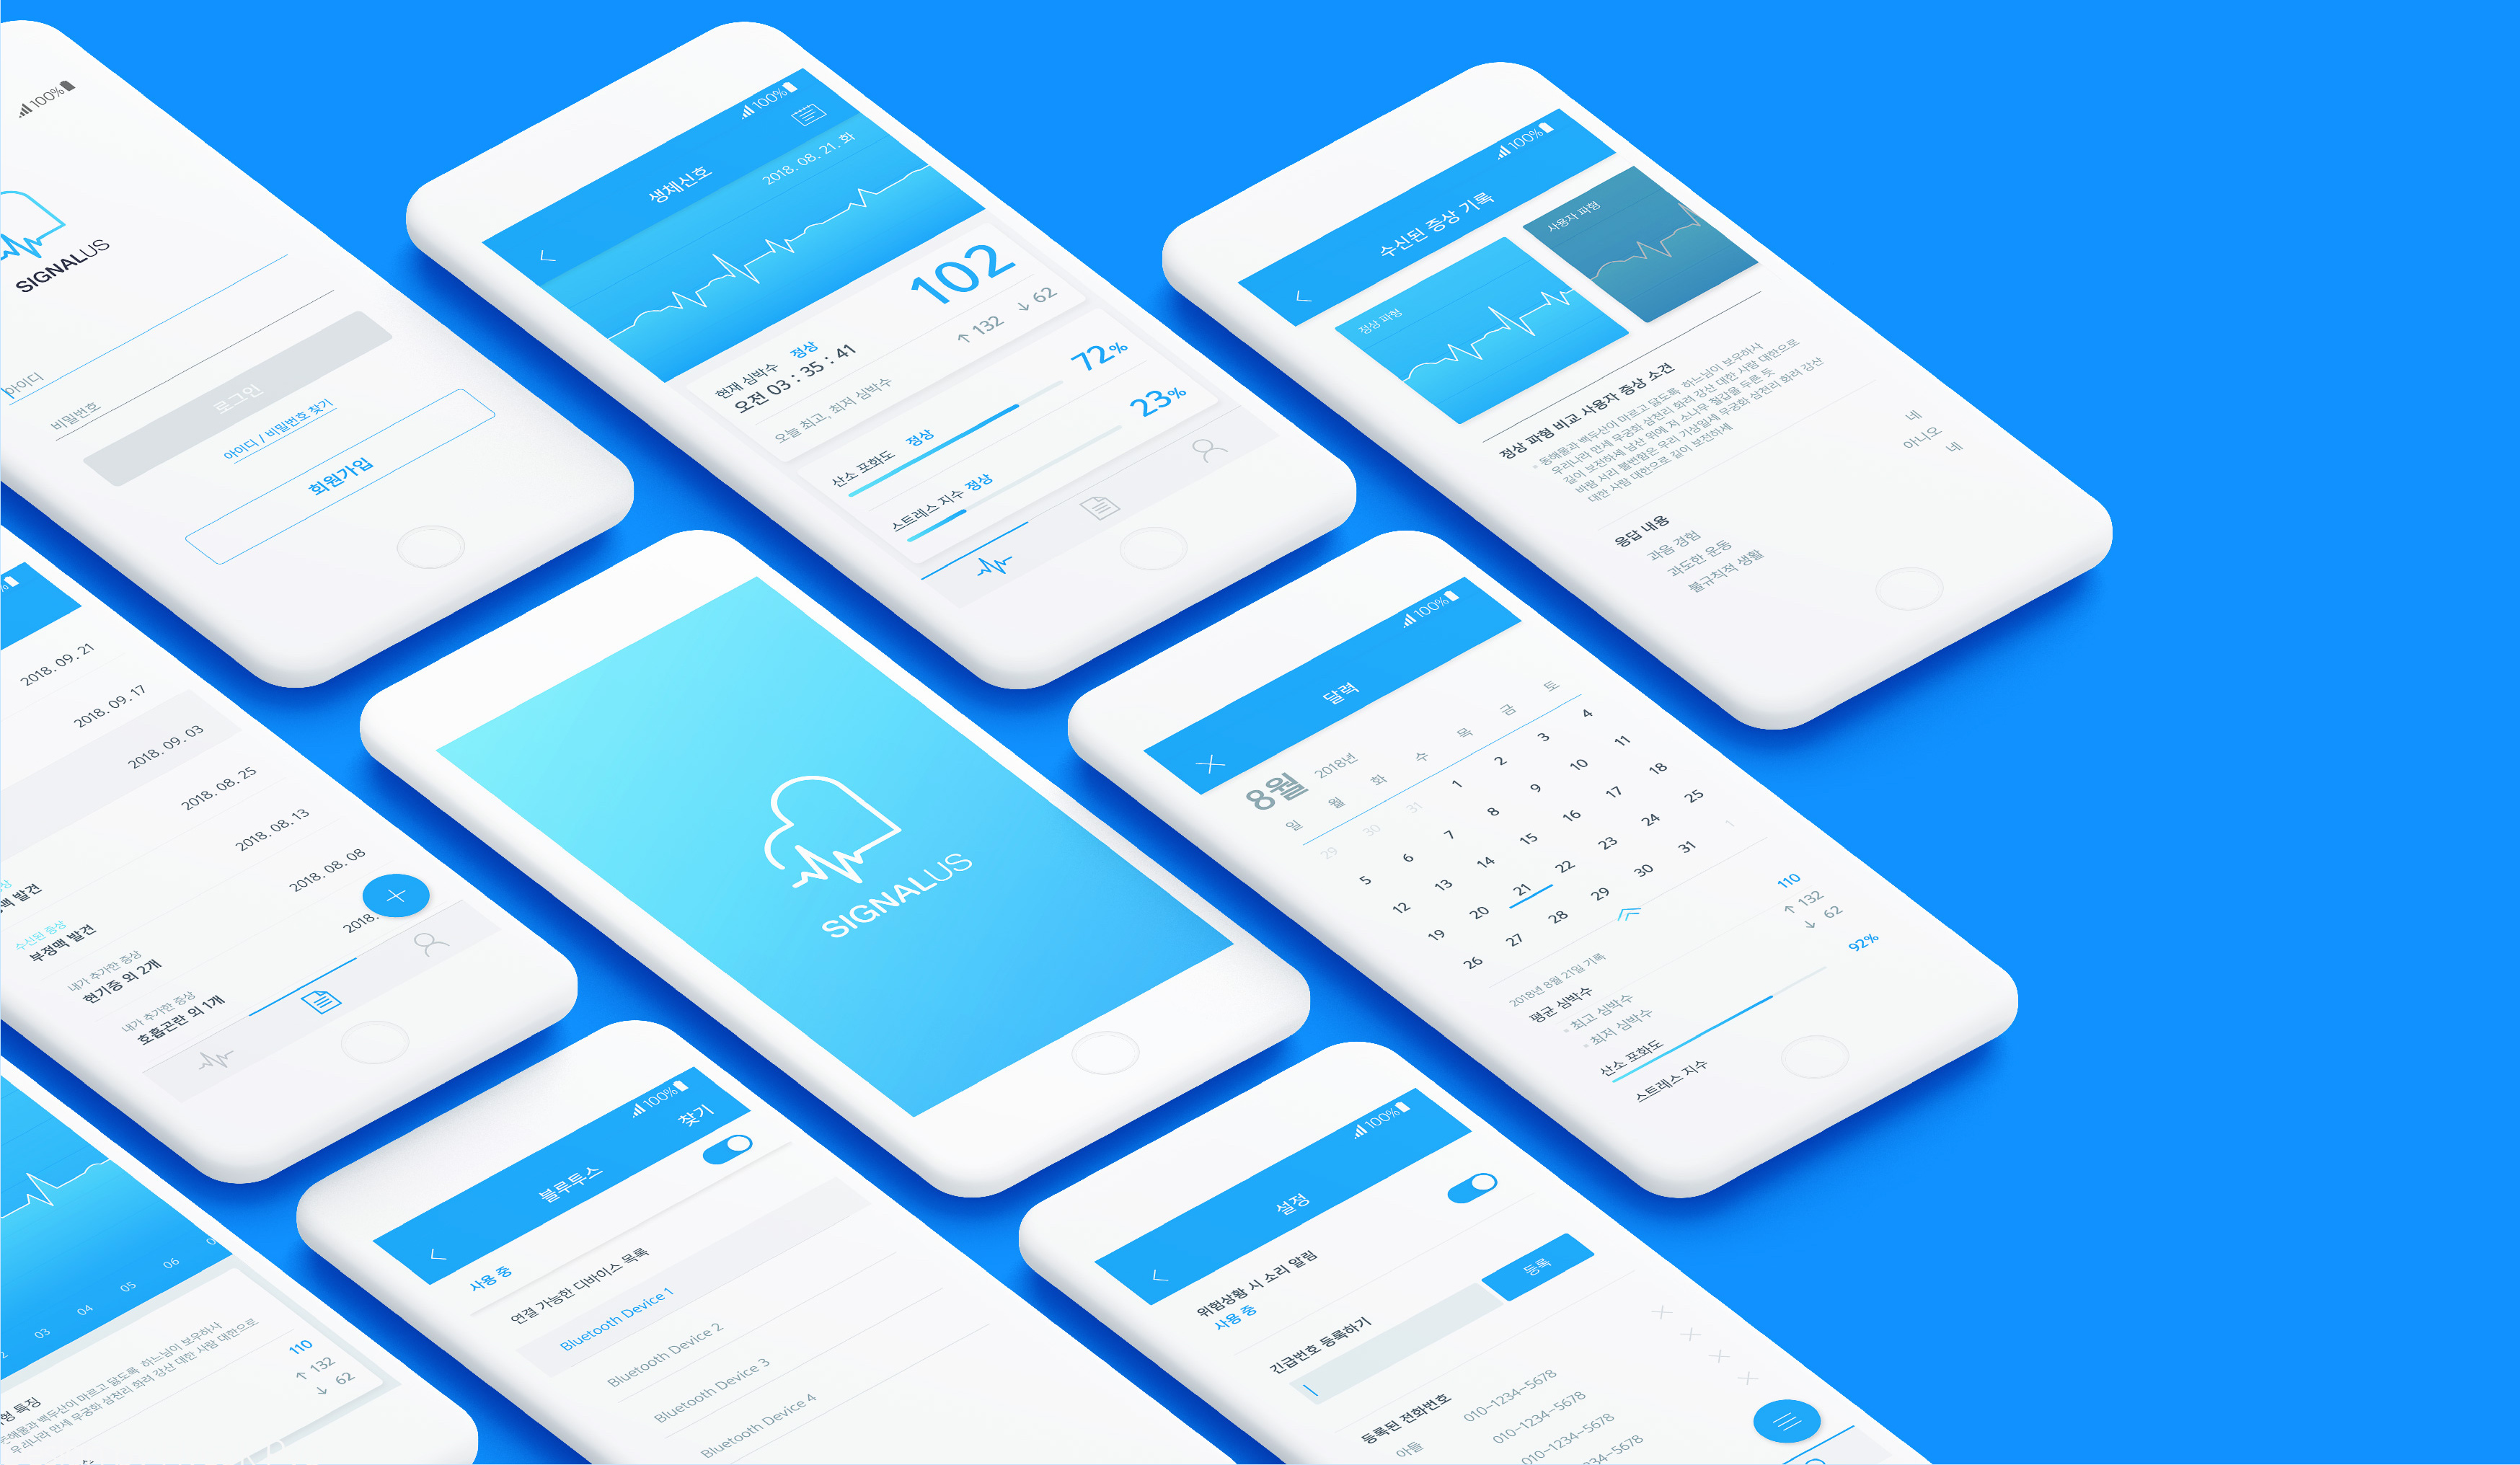 100%
SIGNALUS
아이디
비밀번호
로그인
아이디 / 비밀번호 찾기
회원가입
100%
생체신호
2018. 08. 21. 화
현재 심박수 정상
오전 03 : 35 : 41
102
오늘 최고, 최저 심박수
↑ 132 ↓ 62
산소 포화도 정상
72%
스트레스 지수 정상
23%
100%
수신된 증상 기록
정상 파형
사용자 파형
정상 파형 비교 사용자 증상 소견
동해물과 백두산이 마르고 닳도록 하느님이 보우하사
우리나라 만세 무궁화 삼천리 화려 강산 대한 사람 대한으로
길이 보전하세 남산 위에 저 소나무 철갑을 두른 듯
바람 서리 불변함은 우리 기상일세 무궁화 삼천리 화려 강산
대한 사람 대한으로 길이 보전하세
응답 내용
과음 경험 네
과도한 운동 아니오
불규칙적 생활 네
%
2018. 09. 21
2018. 09. 17
2018. 09. 03
2018. 08. 25
발견
2018. 08. 13
수신된 증상
부정맥 발견
2018. 08. 08
내가 추가한 증상
현기증 외 2개
2018.
내가 추가한 증상
호흡곤란 외 1개
SIGNALUS
100%
달력
8월 2018년
일 월 화 수 목 금 토
29 30 31 1 2 3 4
5 6 7 8 9 10 11
12 13 14 15 16 17 18
19 20 21 22 23 24 25
26 27 28 29 30 31 1
2018년 8월 21일 기록
평균 심박수 110
최고 심박수 ↑ 132
최저 심박수 ↓ 62
산소 포화도 92%
스트레스 지수
03 04 05 06
특징
동해물과 백두산이 마르고 닳도록 하느님이 보우하사
우리나라 만세 무궁화 삼천리 화려 강산 대한 사람 대한으로
110
↑ 132
↓ 62
100%
블루투스
찾기
사용 중
연결 가능한 디바이스 목록
Bluetooth Device 1
Bluetooth Device 2
Bluetooth Device 3
Bluetooth Device 4
100%
설정
위험상황 시 소리 알림
사용 중
긴급번호 등록하기
등록
등록된 전화번호
아들 010-1234-5678
010-1234-5678
010-1234-5678
1234-5678